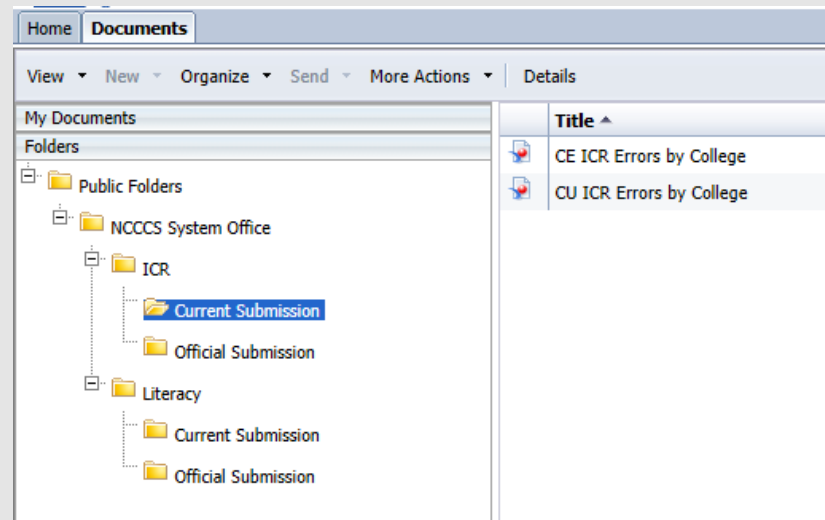 Home Documents
View New Organize Send More Actions Details
My Documents
Folders
Public Folders
NCCCS System Office
ICR
Current Submission
Official Submission
Literacy
Current Submission
Official Submission
Title
CE ICR Errors by College
CU ICR Errors by College